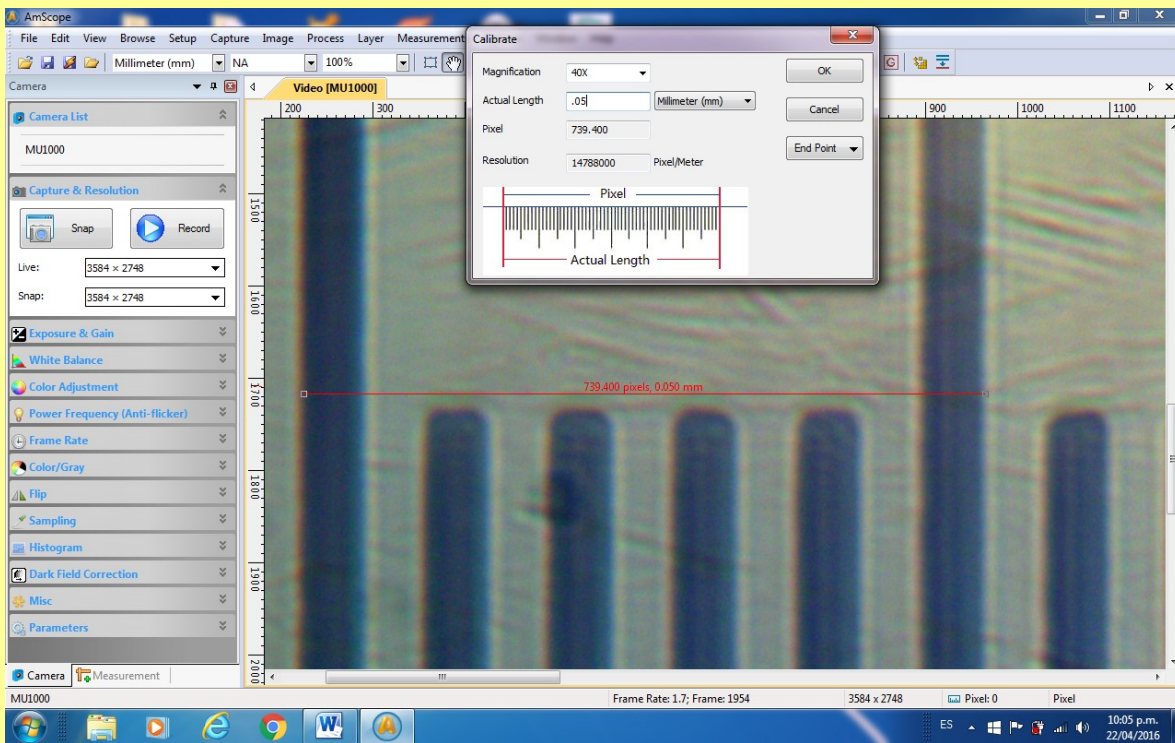 AmScope
File Edit View Browse Setup Capture Image Process Layer Measurement
Millimeter (mm) NA 100%
Camera
Camera List
MU1000
Capture & Resolution
Snap Record
Live: 3584 × 2748
Snap: 3584 × 2748
Exposure & Gain
White Balance
Color Adjustment
Power Frequency (Anti-flicker)
Frame Rate
Color/Gray
Flip
Sampling
Histogram
Dark Field Correction
Misc
Parameters
Camera Measurement
Video [MU1000]
200 300 900 1000 1100
1500
1600
1700
1800
1900
2000
Calibrate
Magnification 40X OK
Actual Length .05 Millimeter (mm) Cancel
Pixel 739.400
End Point
Resolution 14788000 Pixel/Meter
Pixel
Actual Length
739.400 pixels, 0.050 mm
MU1000 Frame Rate: 1.7; Frame: 1954 3584 x 2748 Pixel: 0 Pixel
ES 10:05 p.m.
22/04/2016